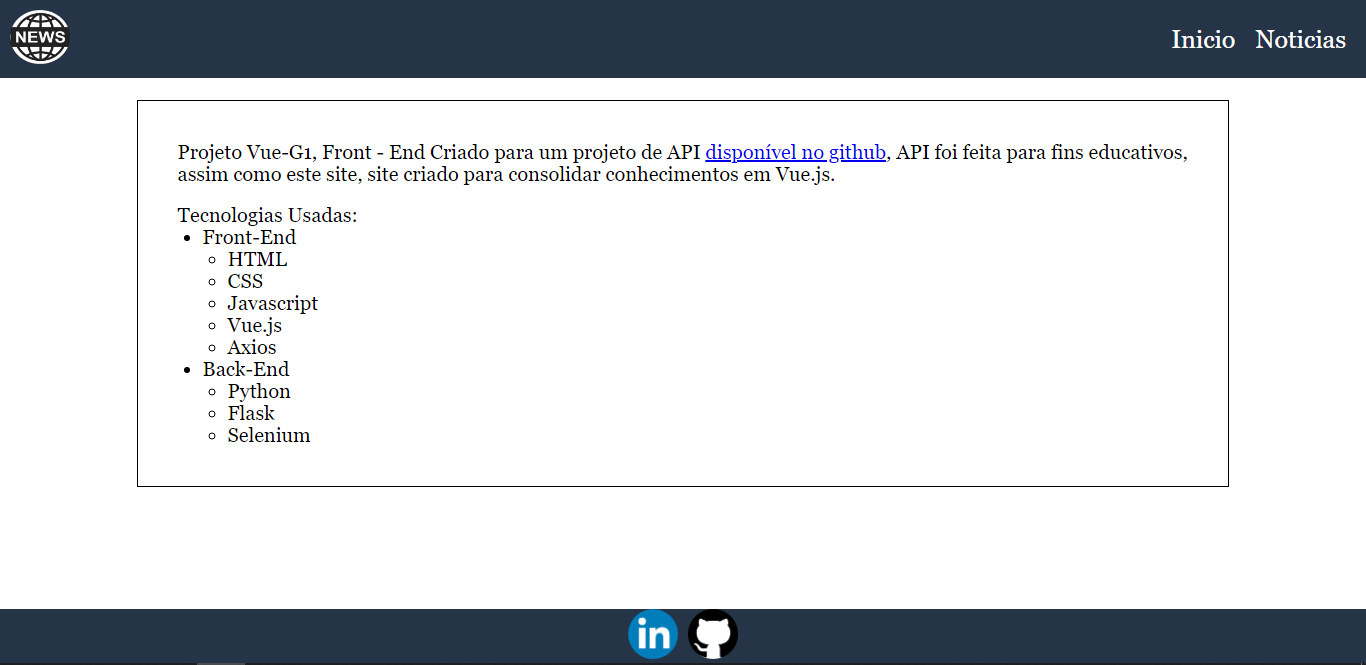 NEWS
Inicio Noticias
Projeto Vue-G1, Front - End Criado para um projeto de API disponível no github, API foi feita para fins educativos,
assim como este site, site criado para consolidar conhecimentos em Vue.js.
Tecnologias Usadas:
Front-End
HTML
CSS
Javascript
Vue.js
Axios
Back-End
Python
Flask
Selenium
in